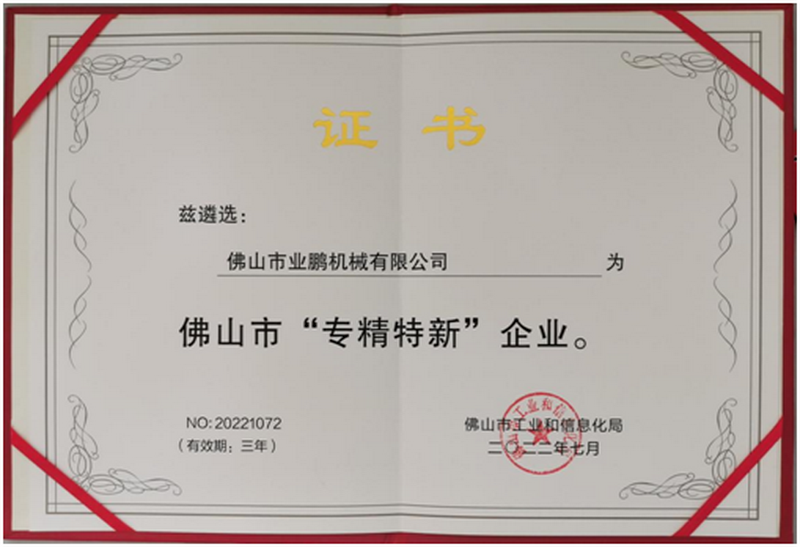 证书
兹遴选：
佛山市业鹏机械有限公司 为
佛山市“专精特新”企业。
NO: 20221072
（有效期：三年）
佛山市工业和信息化局
二〇二二年七月